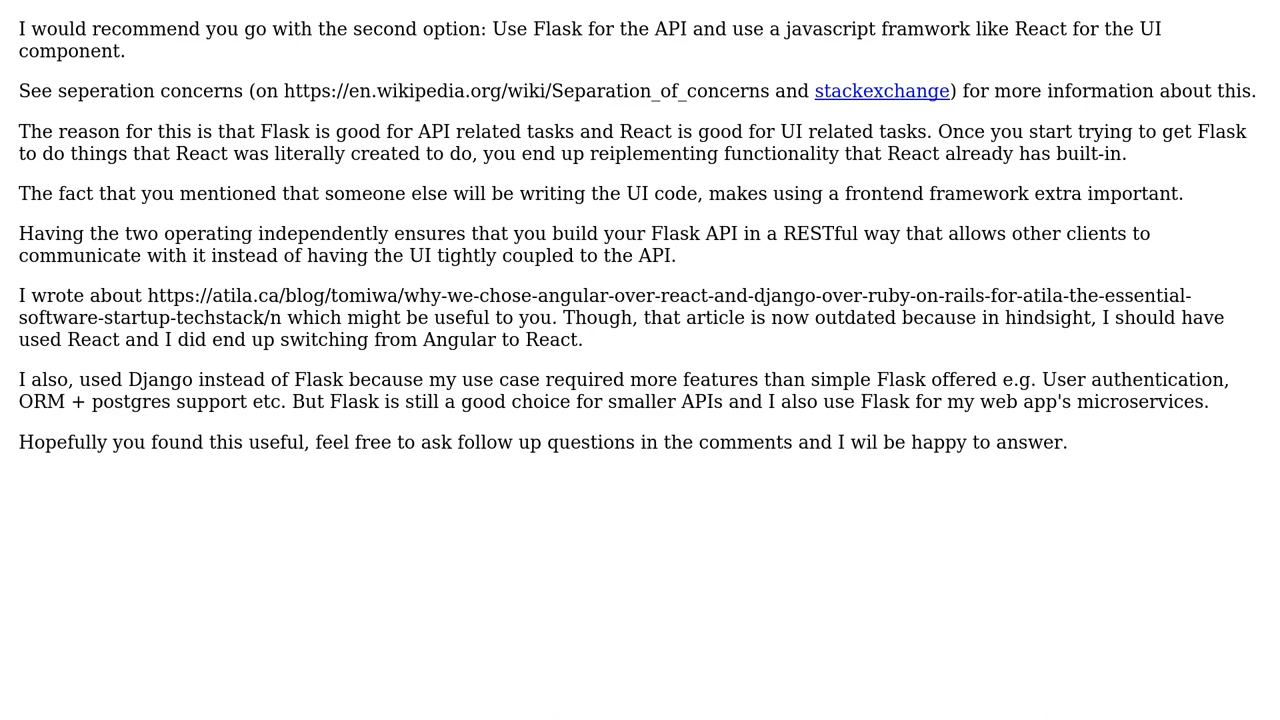 I would recommend you go with the second option: Use Flask for the API and use a javascript framwork like React for the UI
component.
See seperation concerns (on https://en.wikipedia.org/wiki/Separation_of_concerns and stackexchange) for more information about this.
The reason for this is that Flask is good for API related tasks and React is good for UI related tasks. Once you start trying to get Flask
to do things that React was literally created to do, you end up reiplementing functionality that React already has built-in.
The fact that you mentioned that someone else will be writing the UI code, makes using a frontend framework extra important.
Having the two operating independently ensures that you build your Flask API in a RESTful way that allows other clients to
communicate with it instead of having the UI tightly coupled to the API.
I wrote about https://atila.ca/blog/tomiwa/why-we-chose-angular-over-react-and-django-over-ruby-on-rails-for-atila-the-essential-
software-startup-techstack/n which might be useful to you. Though, that article is now outdated because in hindsight, I should have
used React and I did end up switching from Angular to React.
I also, used Django instead of Flask because my use case required more features than simple Flask offered e.g. User authentication,
ORM + postgres support etc. But Flask is still a good choice for smaller APIs and I also use Flask for my web app's microservices.
Hopefully you found this useful, feel free to ask follow up questions in the comments and I wil be happy to answer.